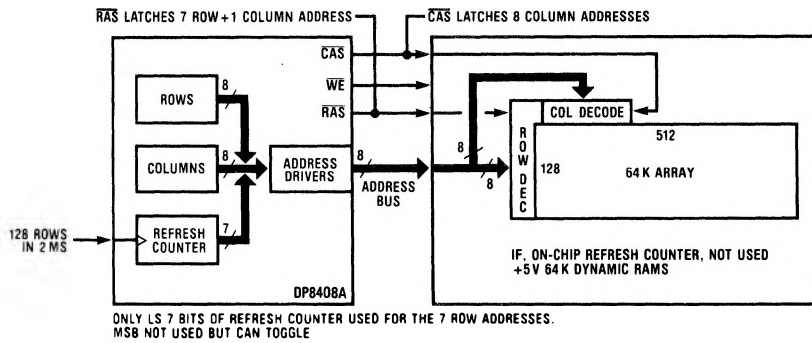 RAS LATCHES 7 ROW+1 COLUMN ADDRESS
CAS LATCHES 8 COLUMN ADDRESSES
CAS
WE
RAS
ROWS
8
COLUMNS
8
REFRESH
COUNTER
7
128 ROWS
IN 2 MS
ADDRESS
DRIVERS
8
ADDRESS
BUS
DP8408A
8
8
COL DECODE
ROW DEC
128
512
64K ARRAY
IF, ON-CHIP REFRESH COUNTER, NOT USED
+5V 64K DYNAMIC RAMS
ONLY LS 7 BITS OF REFRESH COUNTER USED FOR THE 7 ROW ADDRESSES.
MSB NOT USED BUT CAN TOGGLE